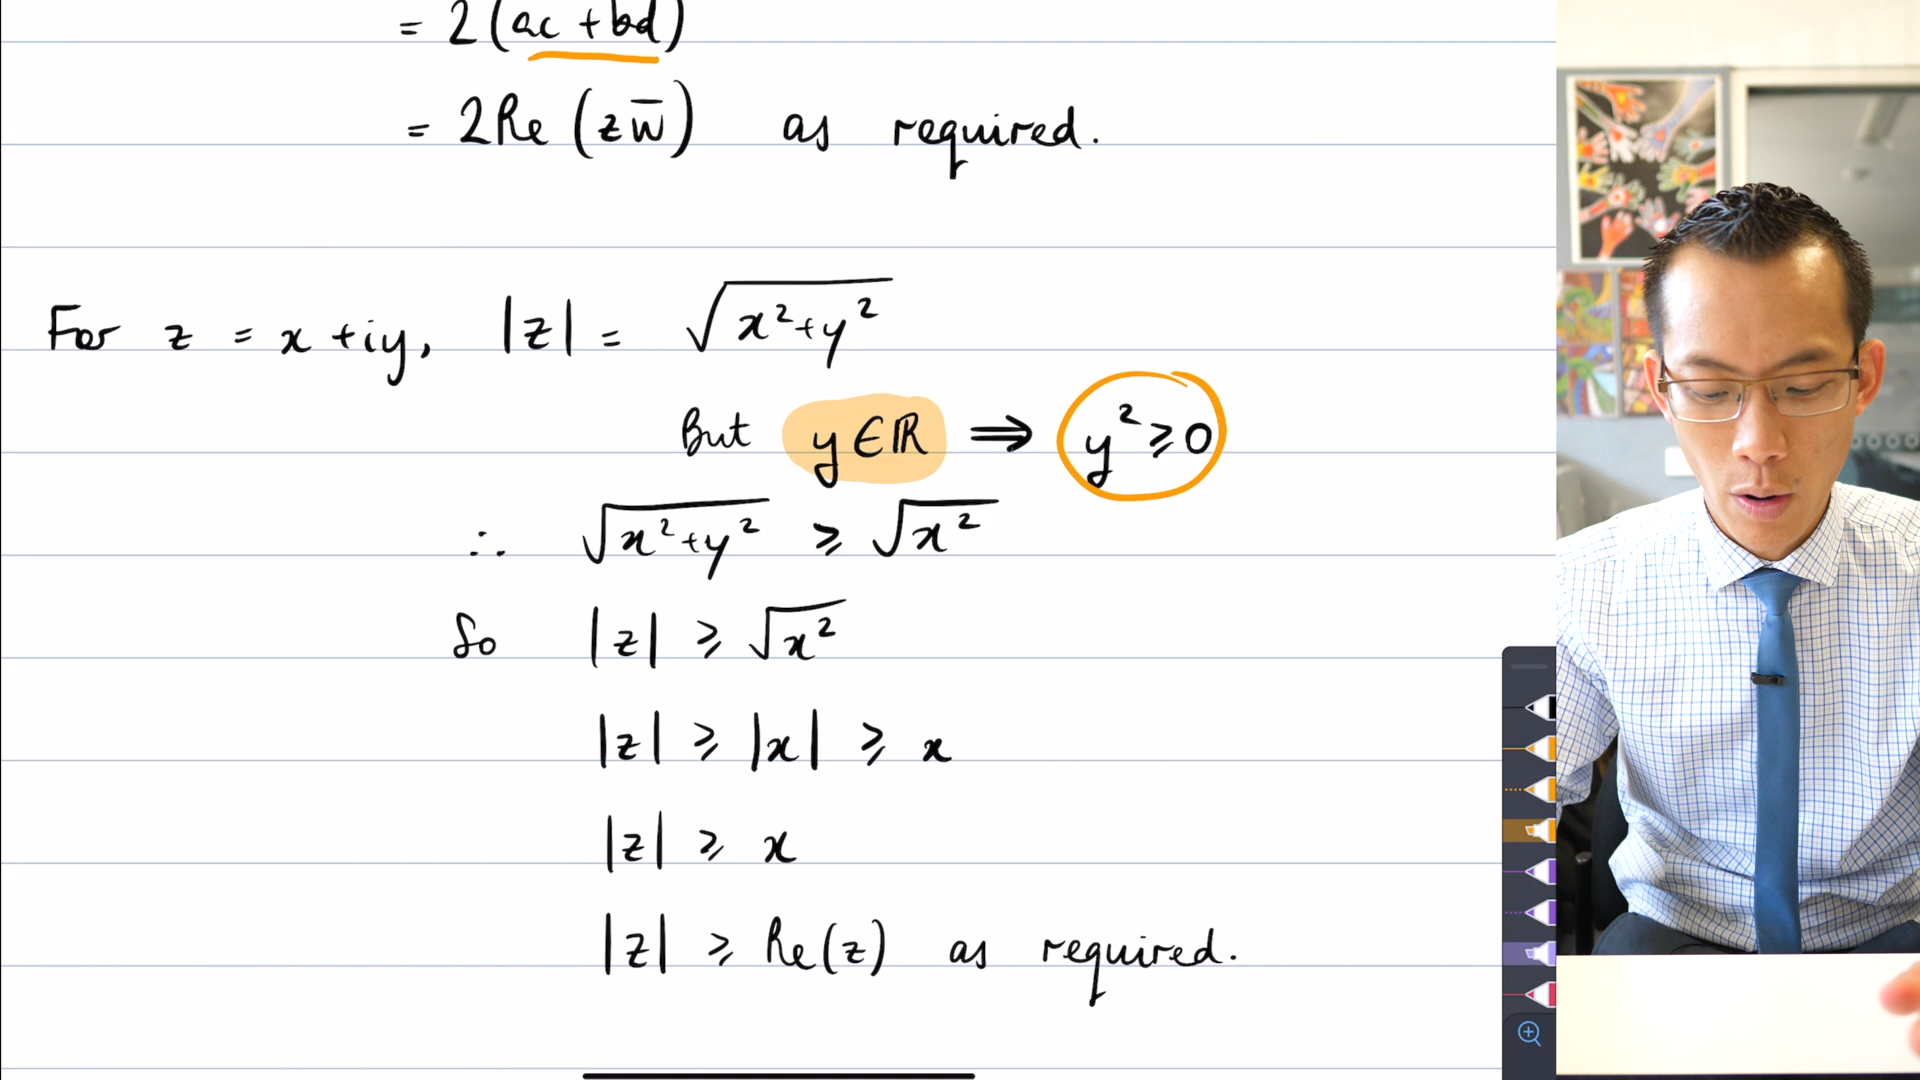 = 2(ac + bd)
= 2Re (zw̅) as required.
For z = x + iy, |z| = √(x²+y²)
But y∈ℝ ⇒ y² ⩾ 0
∴ √(x²+y²) ⩾ √(x²)
So |z| ⩾ √(x²)
|z| ⩾ |x| ⩾ x
|z| ⩾ x
|z| ⩾ Re(z) as required.